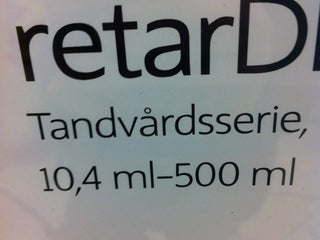 retarD
Tandvårdsserie,
10,4 ml–500 ml